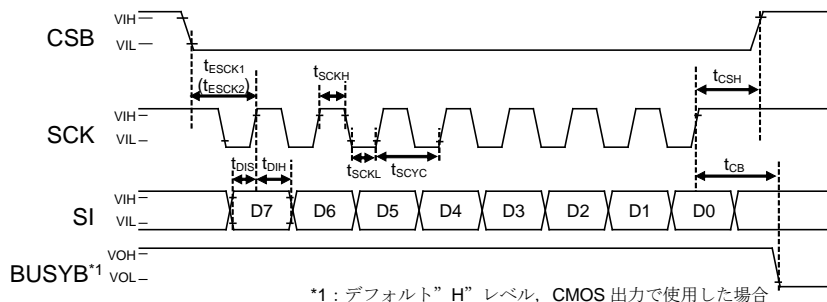 CSB
VIH
VIL
tESCK1
(tESCK2)
tSCKH
tCSH
SCK
VIH
VIL
tDIS
tDIH
tSCKL
tSCYC
tCB
SI
VIH
VIL
D7
D6
D5
D4
D3
D2
D1
D0
BUSYB*1
VOH
VOL
*1：デフォルト”H”レベル，CMOS 出力で使用した場合